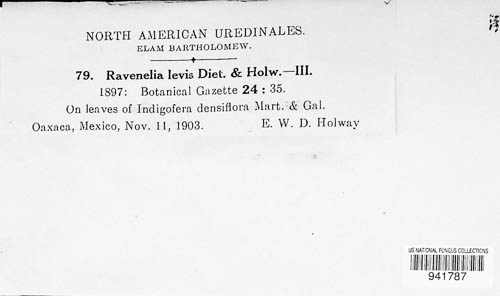 NORTH AMERICAN UREDINALES.
ELAM BARTHOLOMEW.
79. Ravenelia levis Diet. & Holw.—III.
1897: Botanical Gazette 24 : 35.
On leaves of Indigofera densiflora Mart. & Gal.
Oaxaca, Mexico, Nov. 11, 1903. E. W. D. Holway
US NATIONAL FUNGUS COLLECTIONS
941787